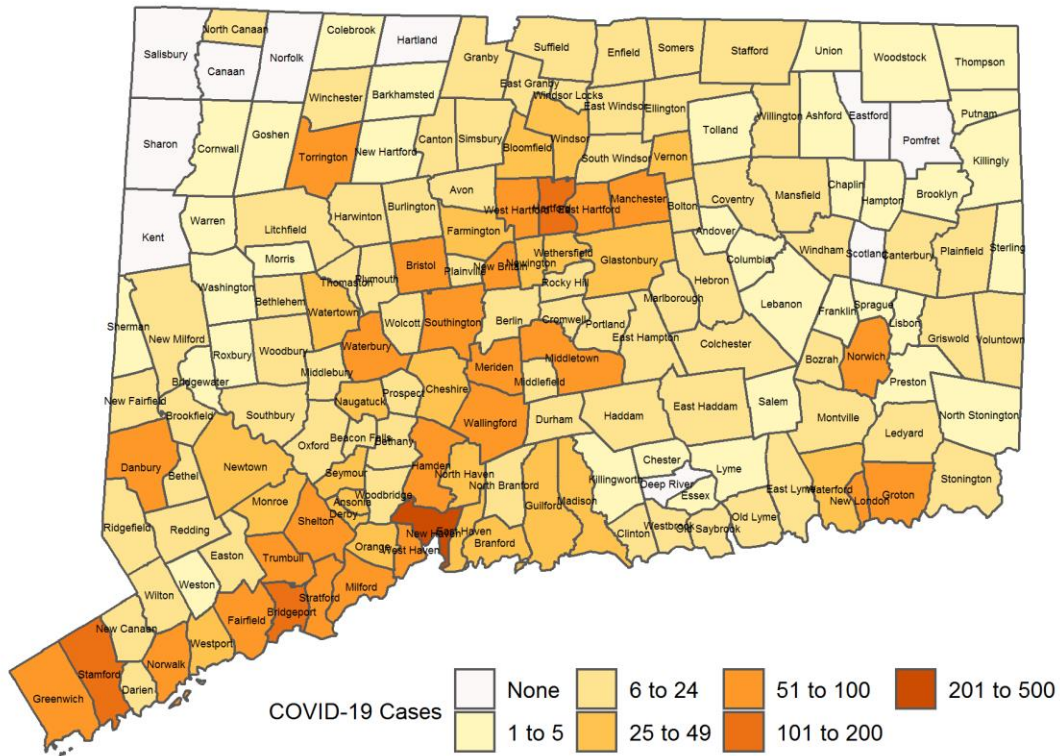 North Canaan
Colebrook
Hartland
Salisbury
Canaan
Norfolk
Granby
Suffield
Enfield
Somers
Stafford
Union
Woodstock
Thompson
East Granby
Windsor Locks
Winchester
Barkhamsted
East Windsor
Ellington
Willington
Ashford
Eastford
Pomfret
Putnam
Sharon
Cornwall
Goshen
Torrington
New Hartford
Canton
Simsbury
Bloomfield
Windsor
South Windsor
Vernon
Tolland
Killingly
Chaplin
Hampton
Brooklyn
Mansfield
Coventry
Avon
Burlington
Harwinton
West Hartford
Hartford
East Hartford
Manchester
Bolton
Andover
Kent
Warren
Litchfield
Farmington
Wethersfield
Newington
Glastonbury
Columbia
Windham
Scotland
Canterbury
Plainfield
Sterling
Morris
Bristol
Plainville
New Britain
Rocky Hill
Hebron
Marlborough
Lebanon
Washington
Bethlehem
Thomaston
Plymouth
Watertown
Wolcott
Southington
Berlin
Cromwell
Portland
East Hampton
Colchester
Franklin
Sprague
Lisbon
Griswold
Voluntown
Sherman
New Milford
Roxbury
Woodbury
Waterbury
Middletown
Bozrah
Norwich
Preston
Bridgewater
Middlebury
Meriden
Middlefield
New Fairfield
Brookfield
Southbury
Naugatuck
Prospect
Cheshire
Wallingford
Durham
Haddam
East Haddam
Salem
Montville
North Stonington
Ledyard
Danbury
Bethel
Newtown
Oxford
Beacon Falls
Bethany
Hamden
North Haven
North Branford
Killingworth
Chester
Deep River
Essex
Lyme
Seymour
Woodbridge
Ansonia
Derby
Guilford
Madison
East Lyme
Waterford
New London
Groton
Stonington
Ridgefield
Redding
Monroe
Shelton
New Haven
East Haven
West Haven
Orange
Branford
Clinton
Westbrook
Old Saybrook
Old Lyme
Easton
Trumbull
Weston
Wilton
Bridgeport
Stratford
Milford
Fairfield
New Canaan
Westport
Norwalk
Greenwich
Stamford
Darien
COVID-19 Cases
None
6 to 24
51 to 100
201 to 500
1 to 5
25 to 49
101 to 200